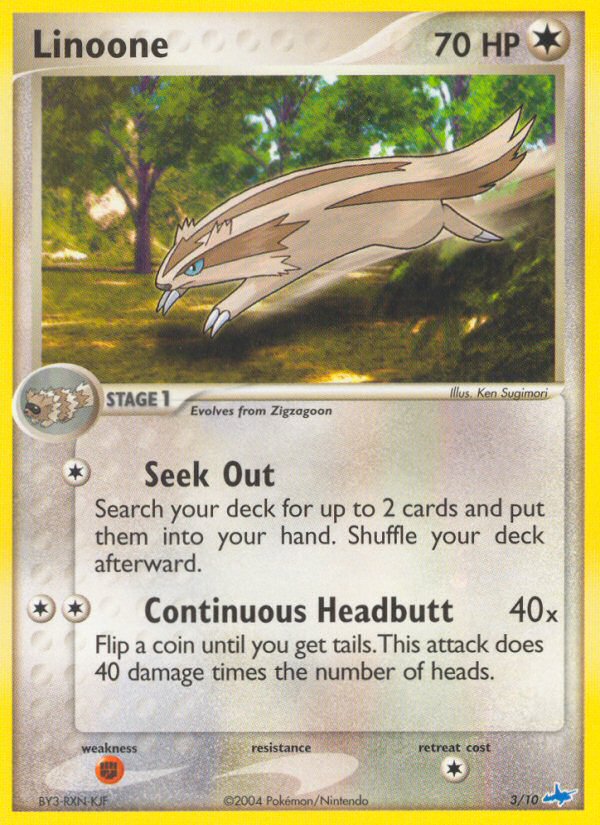 Linoone 70 HP
Illus. Ken Sugimori
STAGE 1
Evolves from Zigzagoon
Seek Out
Search your deck for up to 2 cards and put
them into your hand. Shuffle your deck
afterward.
Continuous Headbutt 40x
Flip a coin until you get tails. This attack does
40 damage times the number of heads.
weakness resistance retreat cost
BY3-RXN-KJF ©2004 Pokémon/Nintendo 3/10